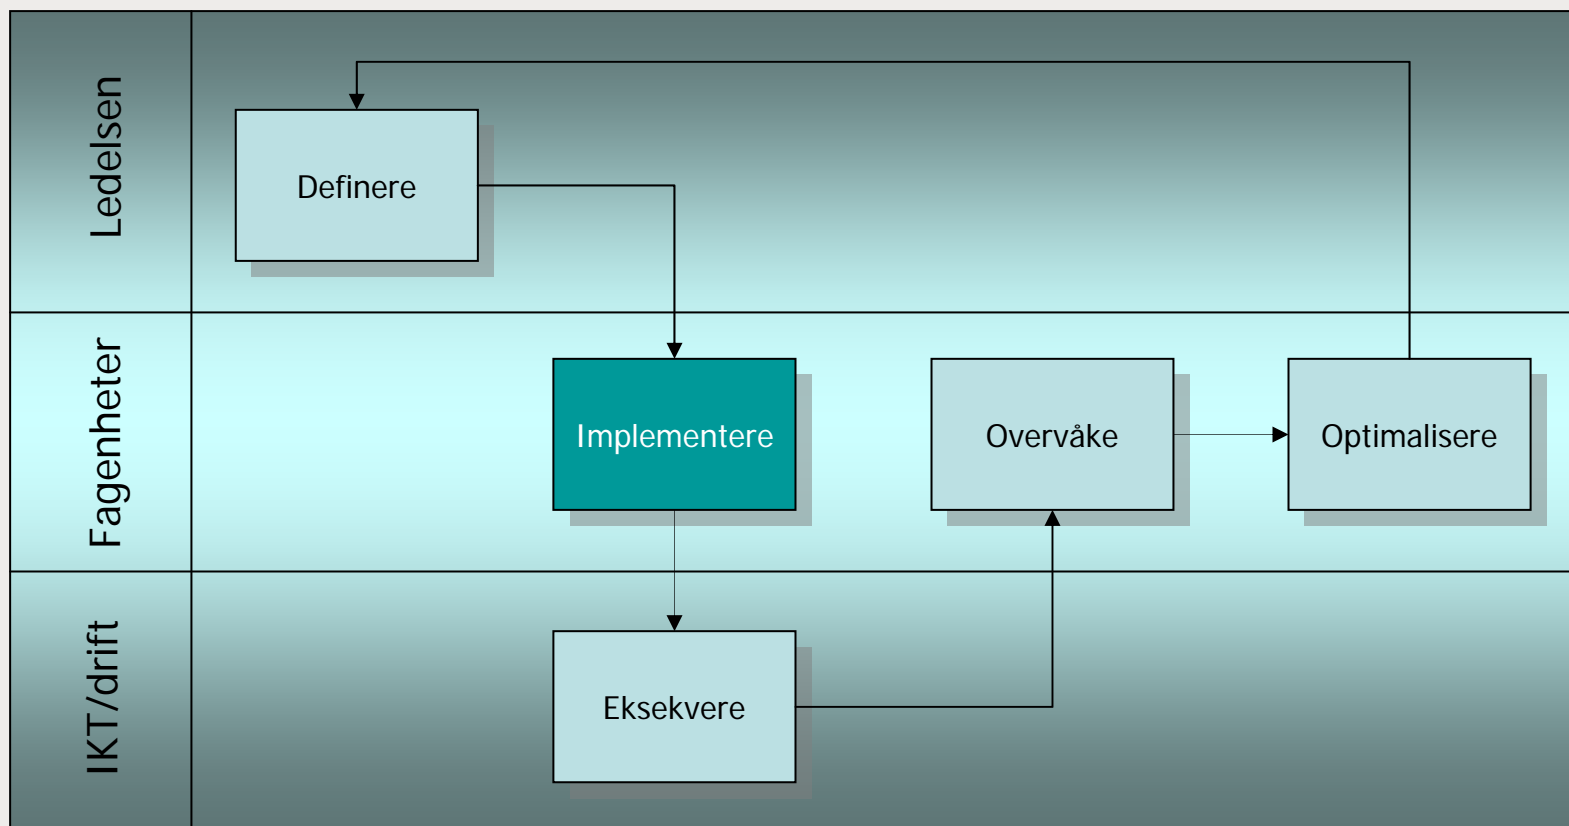 Ledelsen
Definere
Fagenheter
Implementere
Overvåke
Optimalisere
IKT/drift
Eksekvere